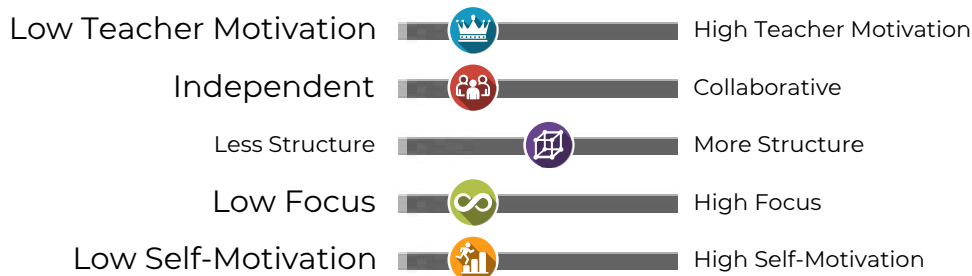 Low Teacher Motivation High Teacher Motivation
Independent Collaborative
Less Structure More Structure
Low Focus High Focus
Low Self-Motivation High Self-Motivation